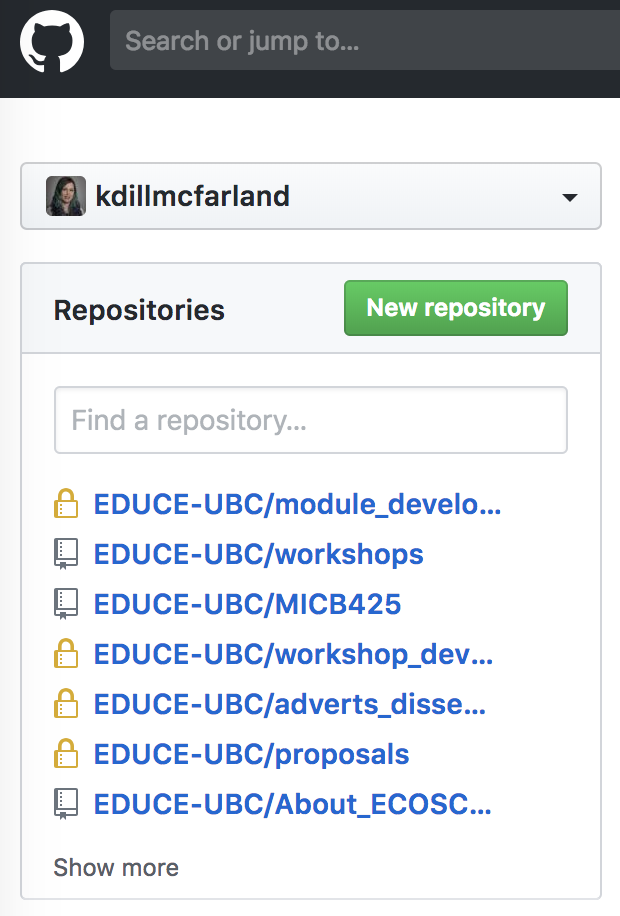 Search or jump to...
kdillmcfarland
Repositories
New repository
Find a repository...
EDUCE-UBC/module_develo...
EDUCE-UBC/workshops
EDUCE-UBC/MICB425
EDUCE-UBC/workshop_dev...
EDUCE-UBC/adverts_disse...
EDUCE-UBC/proposals
EDUCE-UBC/About_ECOSC...
Show more